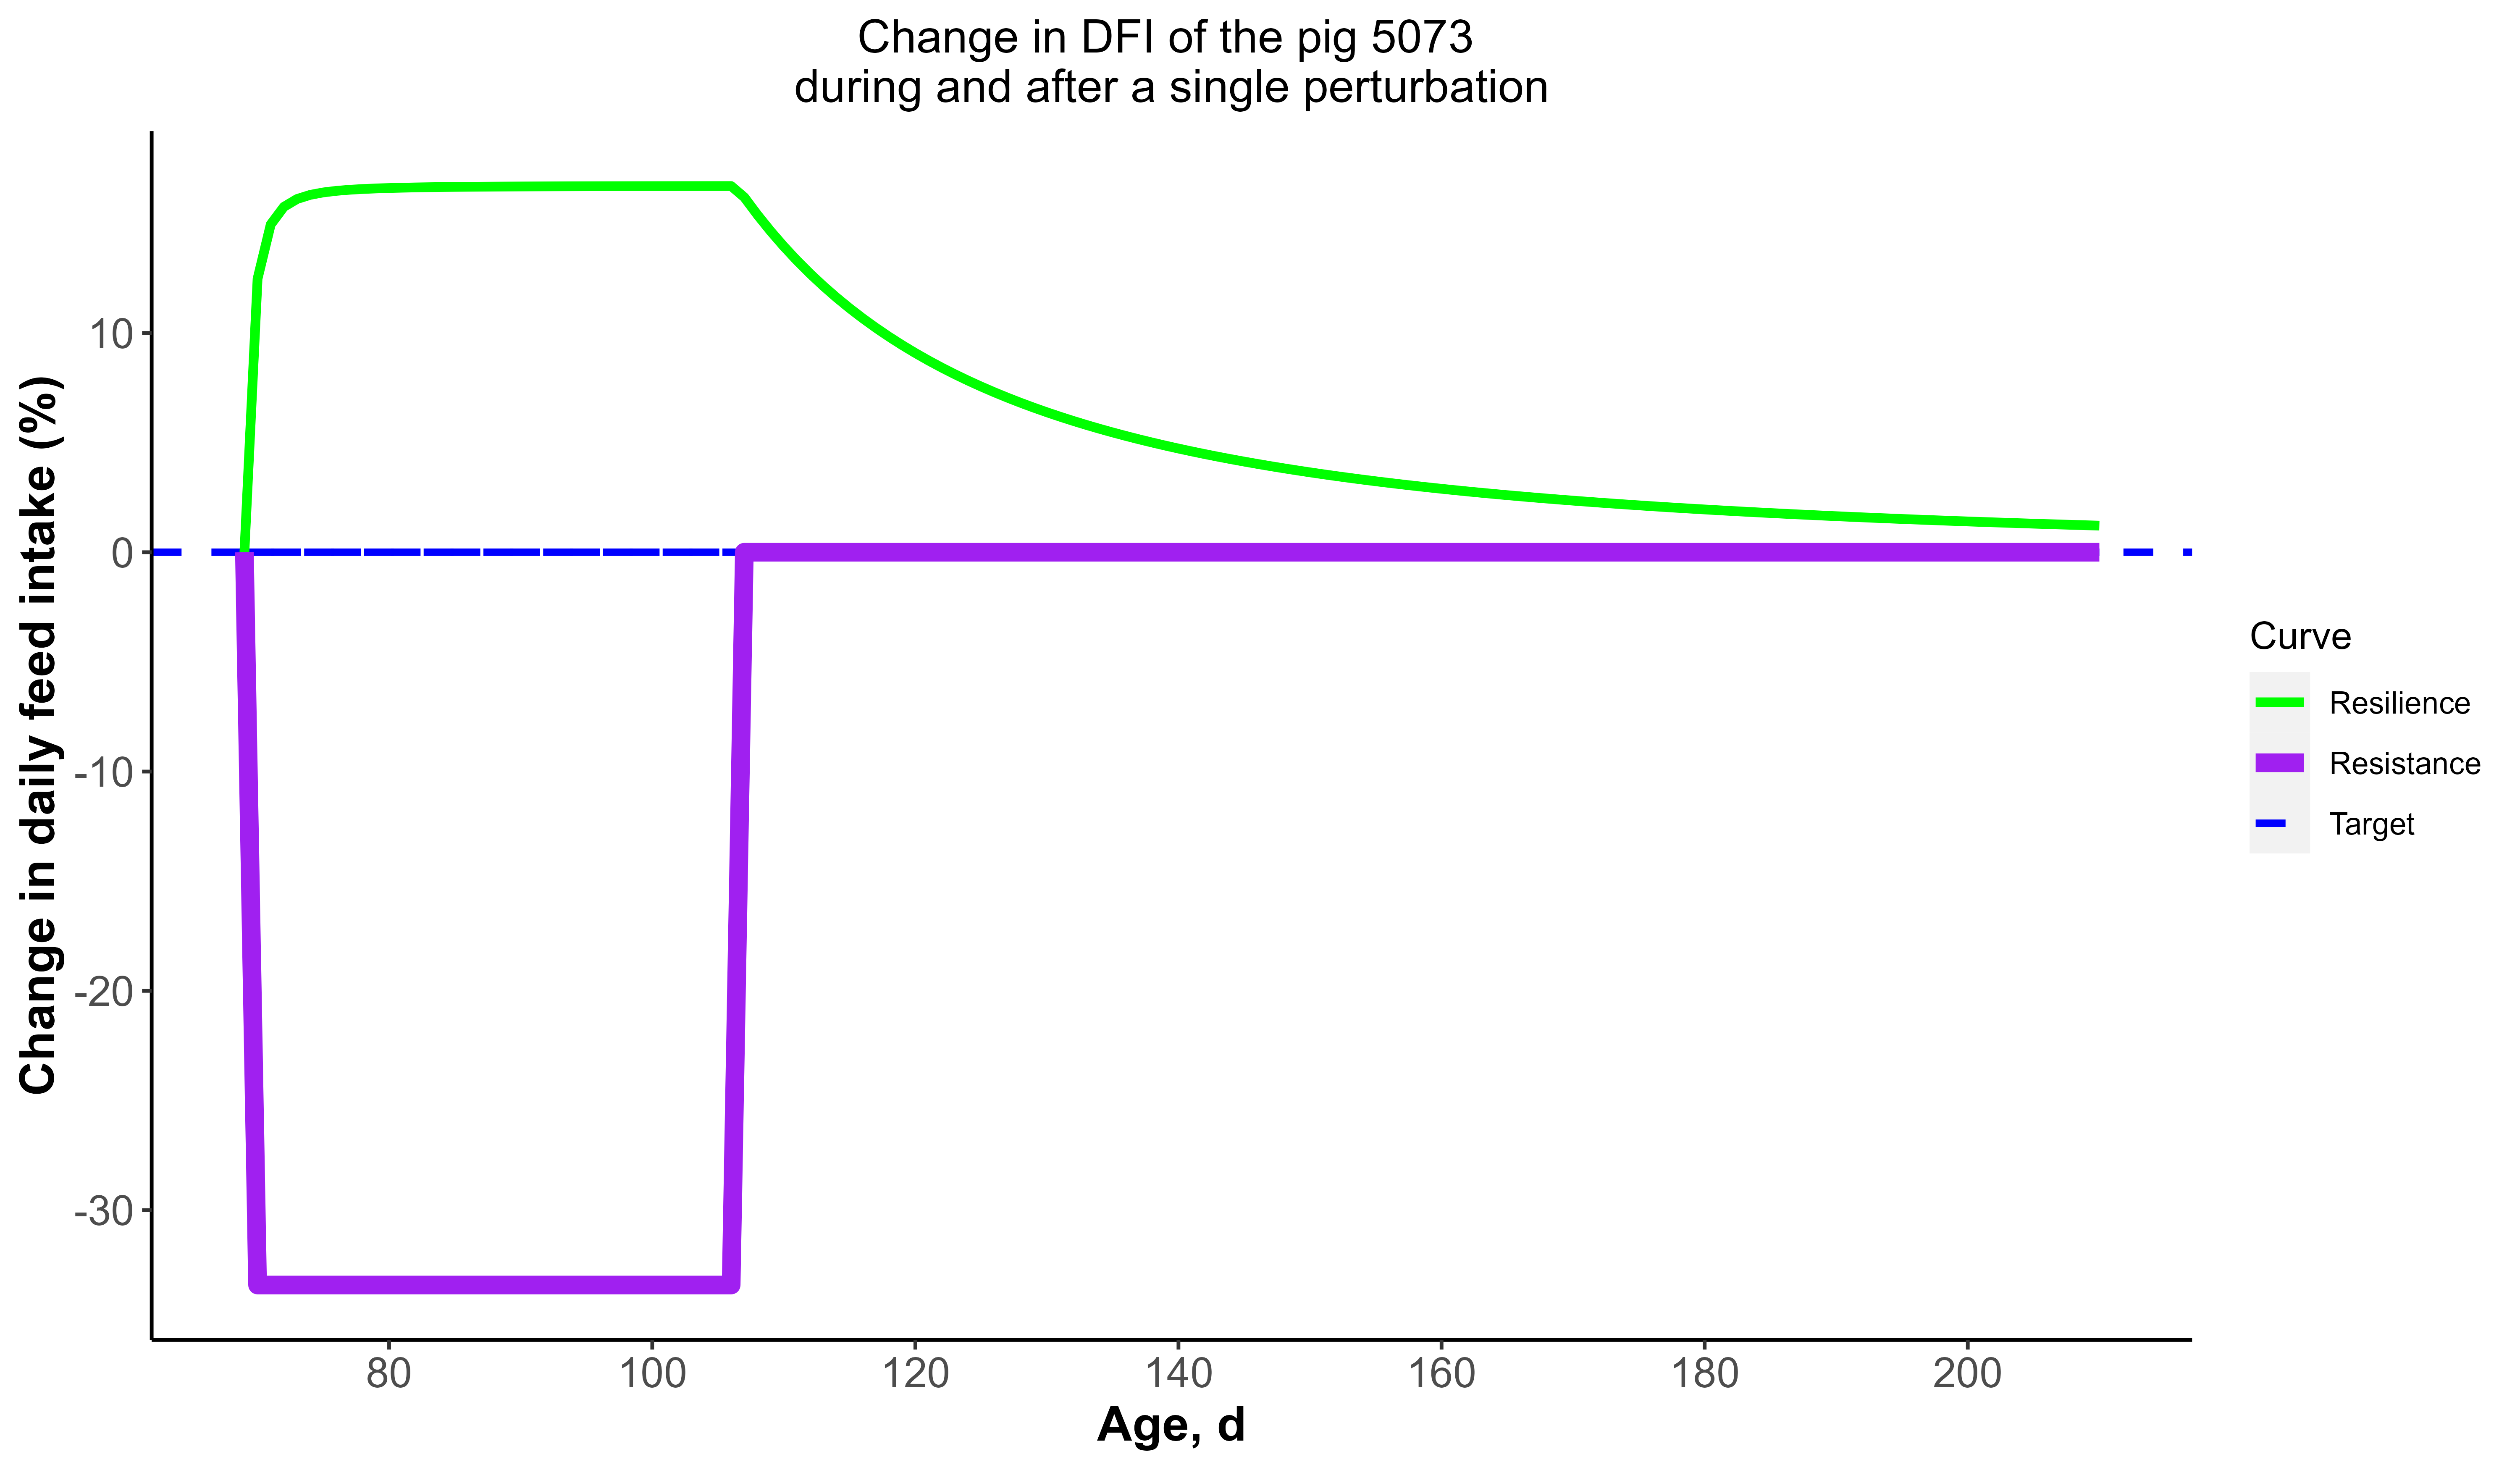 Change in DFI of the pig 5073
during and after a single perturbation
Change in daily feed intake (%)
10
0
-10
-20
-30
80
100
120
140
160
180
200
Age, d
Curve
Resilience
Resistance
Target